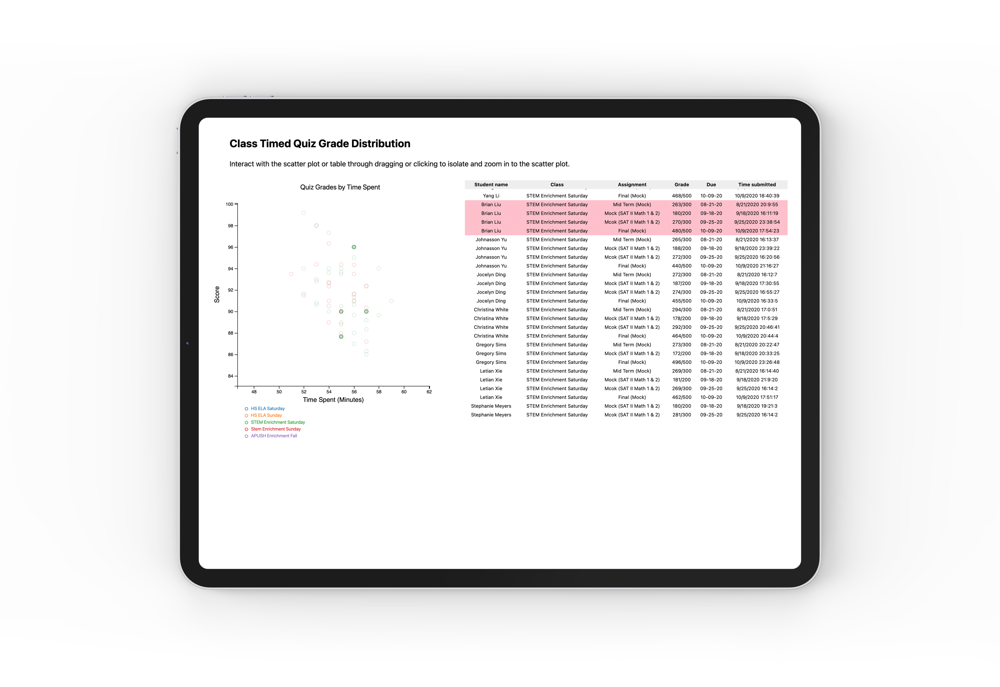 Class Timed Quiz Grade Distribution
Interact with the scatter plot or table through dragging or clicking to isolate and zoom in to the scatter plot.
Quiz Grades by Time Spent
100
98
96
94
92
90
88
86
84
Score
48 50 52 54 56 58 60 62
Time Spent (Minutes)
HS ELA Saturday
HS ELA Sunday
STEM Enrichment Saturday
Stem Enrichment Sunday
APUSH Enrichment Fall
Student name Class Assignment Grade Due Time submitted
Yang Li STEM Enrichment Saturday Final (Mock) 468/500 10-09-20 10/9/2020 18:40:39
Brian Liu STEM Enrichment Saturday Mid Term (Mock) 263/300 08-21-20 8/21/2020 20:9:55
Brian Liu STEM Enrichment Saturday Mock (SAT II Math 1 & 2) 180/200 09-18-20 9/18/2020 16:11:19
Brian Liu STEM Enrichment Saturday Mcok (SAT II Math 1 & 2) 270/300 09-25-20 9/25/2020 23:38:54
Brian Liu STEM Enrichment Saturday Final (Mock) 480/500 10-09-20 10/9/2020 17:54:23
Johnasson Yu STEM Enrichment Saturday Mid Term (Mock) 265/300 08-21-20 8/21/2020 16:13:37
Johnasson Yu STEM Enrichment Saturday Mock (SAT II Math 1 & 2) 188/200 09-18-20 9/18/2020 23:39:22
Johnasson Yu STEM Enrichment Saturday Mcok (SAT II Math 1 & 2) 272/300 09-25-20 9/25/2020 16:20:56
Johnasson Yu STEM Enrichment Saturday Final (Mock) 440/500 10-09-20 10/9/2020 21:16:27
Jocelyn Ding STEM Enrichment Saturday Mid Term (Mock) 272/300 08-21-20 8/21/2020 16:12:7
Jocelyn Ding STEM Enrichment Saturday Mock (SAT II Math 1 & 2) 187/200 09-18-20 9/18/2020 17:30:55
Jocelyn Ding STEM Enrichment Saturday Mcok (SAT II Math 1 & 2) 274/300 09-25-20 9/25/2020 16:55:27
Jocelyn Ding STEM Enrichment Saturday Final (Mock) 455/500 10-09-20 10/9/2020 16:33:5
Christina White STEM Enrichment Saturday Mid Term (Mock) 294/300 08-21-20 8/21/2020 17:0:51
Christina White STEM Enrichment Saturday Mock (SAT II Math 1 & 2) 178/200 09-18-20 9/18/2020 17:5:29
Christina White STEM Enrichment Saturday Mcok (SAT II Math 1 & 2) 292/300 09-25-20 9/25/2020 20:46:41
Christina White STEM Enrichment Saturday Final (Mock) 464/500 10-09-20 10/9/2020 20:44:4
Gregory Sims STEM Enrichment Saturday Mid Term (Mock) 273/300 08-21-20 8/21/2020 20:22:47
Gregory Sims STEM Enrichment Saturday Mock (SAT II Math 1 & 2) 172/200 09-18-20 9/18/2020 20:33:25
Gregory Sims STEM Enrichment Saturday Final (Mock) 496/500 10-09-20 10/9/2020 23:26:48
Letian Xie STEM Enrichment Saturday Mid Term (Mock) 269/300 08-21-20 8/21/2020 16:14:40
Letian Xie STEM Enrichment Saturday Mock (SAT II Math 1 & 2) 181/200 09-18-20 9/18/2020 21:9:20
Letian Xie STEM Enrichment Saturday Mcok (SAT II Math 1 & 2) 269/300 09-25-20 9/25/2020 16:14:2
Letian Xie STEM Enrichment Saturday Final (Mock) 462/500 10-09-20 10/9/2020 17:51:17
Stephanie Meyers STEM Enrichment Saturday Mock (SAT II Math 1 & 2) 180/200 09-18-20 9/18/2020 19:21:3
Stephanie Meyers STEM Enrichment Saturday Mcok (SAT II Math 1 & 2) 281/300 09-25-20 9/25/2020 16:14:2